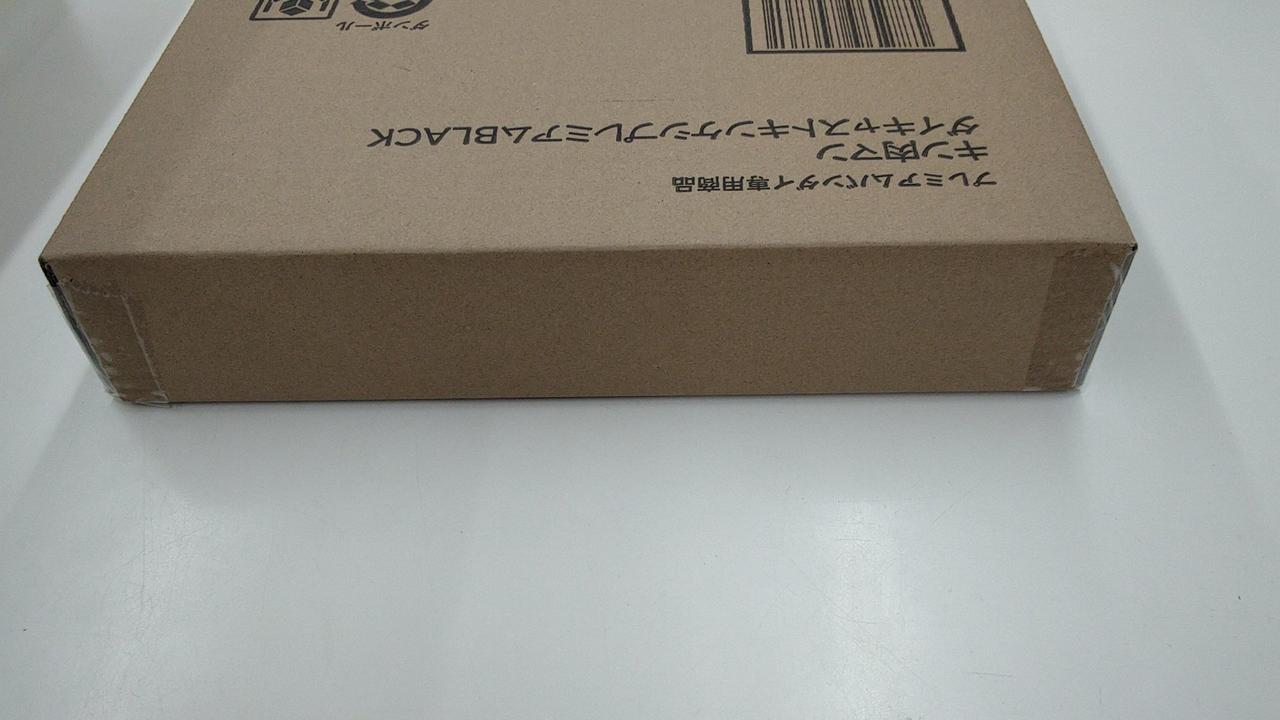 プレミアムバンダイ専用商品
キン肉マン
ダイキャストキンケシプレミアムBLACK
ダンボール